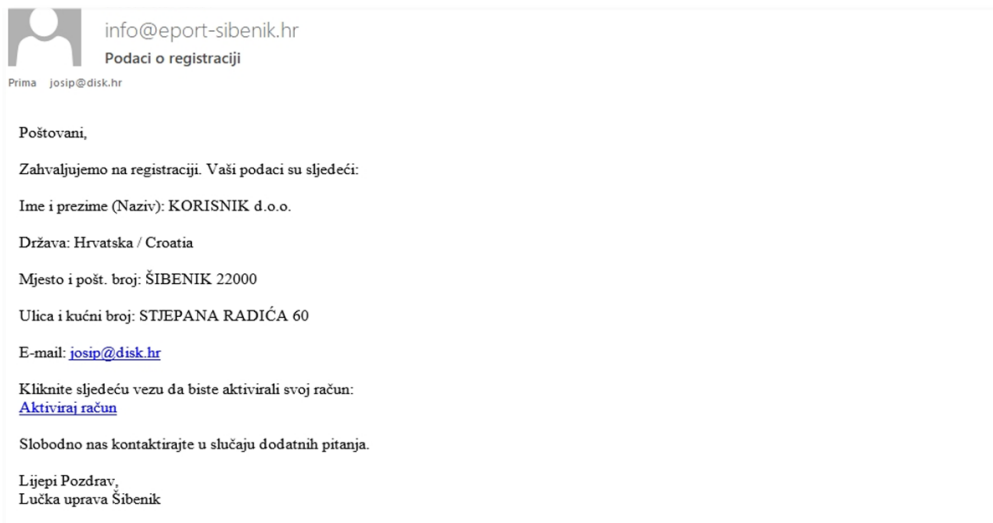 info@eport-sibenik.hr
Podaci o registraciji
Prima josip@disk.hr
Poštovani,
Zahvaljujemo na registraciji. Vaši podaci su sljedeći:
Ime i prezime (Naziv): KORISNIK d.o.o.
Država: Hrvatska / Croatia
Mjesto i pošt. broj: ŠIBENIK 22000
Ulica i kućni broj: STJEPANA RADIĆA 60
E-mail: josip@disk.hr
Kliknite sljedeću vezu da biste aktivirali svoj račun:
Aktiviraj račun
Slobodno nas kontaktirajte u slučaju dodatnih pitanja.
Lijepi Pozdrav,
Lučka uprava Šibenik